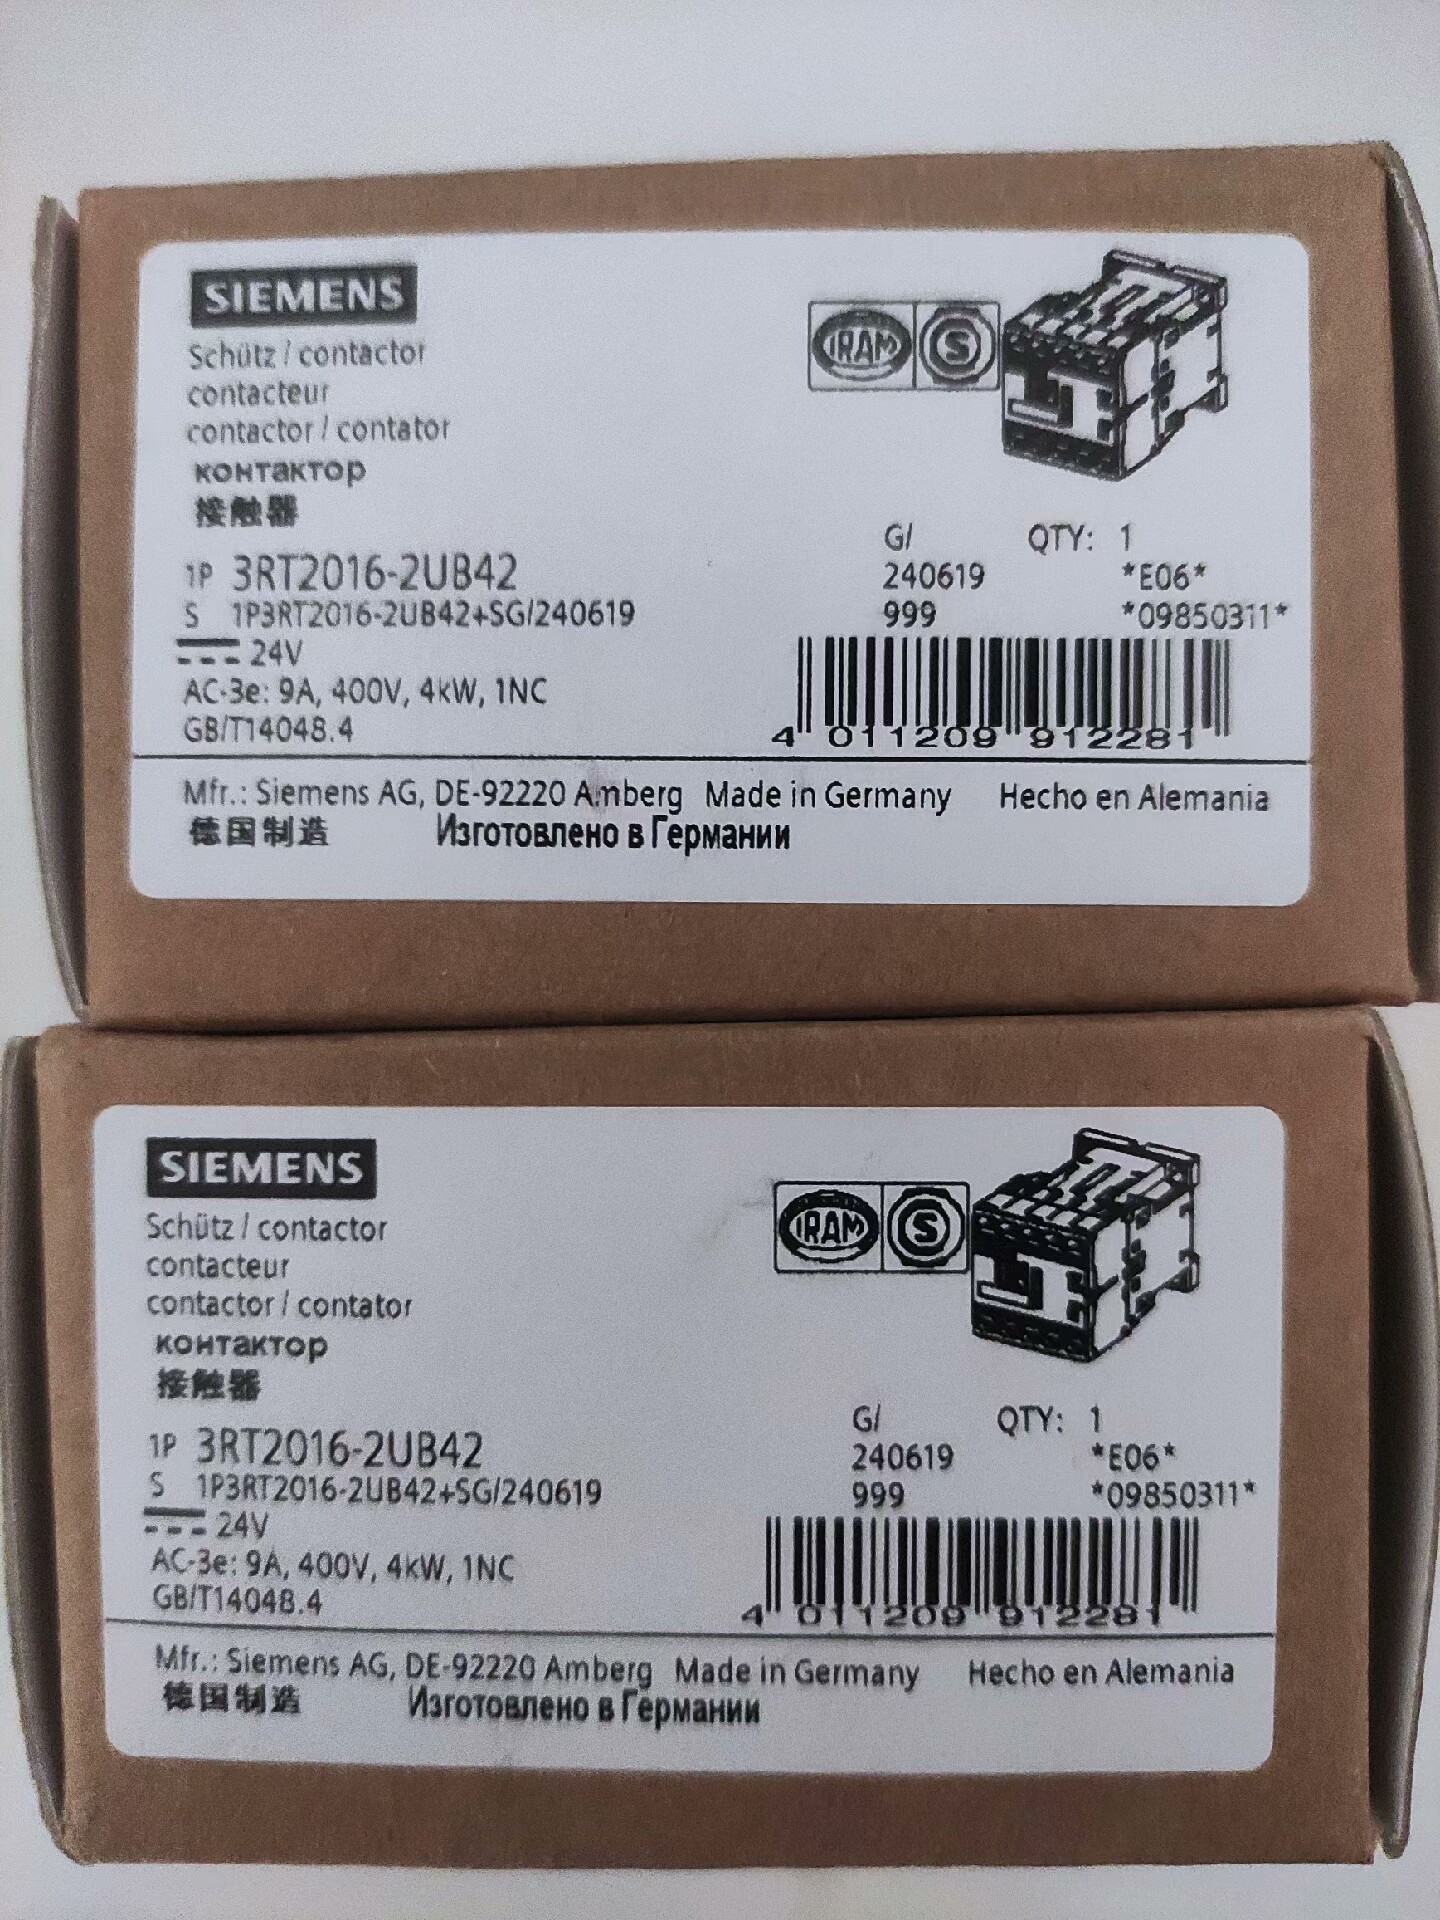 SIEMENS
IRAM S
Schütz / contactor
contacteur
contactor / contator
контактор
接触器
G/ QTY: 1
1P 3RT2016-2UB42 240619 *E06*
S 1P3RT2016-2UB42+SG/240619 999 *09850311*
24V
AC-3e: 9A, 400V, 4kW, 1NC
GB/T14048.4 4 011209 912281
Mfr.: Siemens AG, DE-92220 Amberg Made in Germany Hecho en Alemania
德国制造 Изготовлено в Германии
SIEMENS
IRAM S
Schütz / contactor
contacteur
contactor / contator
контактор
接触器
G/ QTY: 1
1P 3RT2016-2UB42 240619 *E06*
S 1P3RT2016-2UB42+SG/240619 999 *09850311*
24V
AC-3e: 9A, 400V, 4kW, 1NC
GB/T14048.4 4 011209 912281
Mfr.: Siemens AG, DE-92220 Amberg Made in Germany Hecho en Alemania
德国制造 Изготовлено в Германии